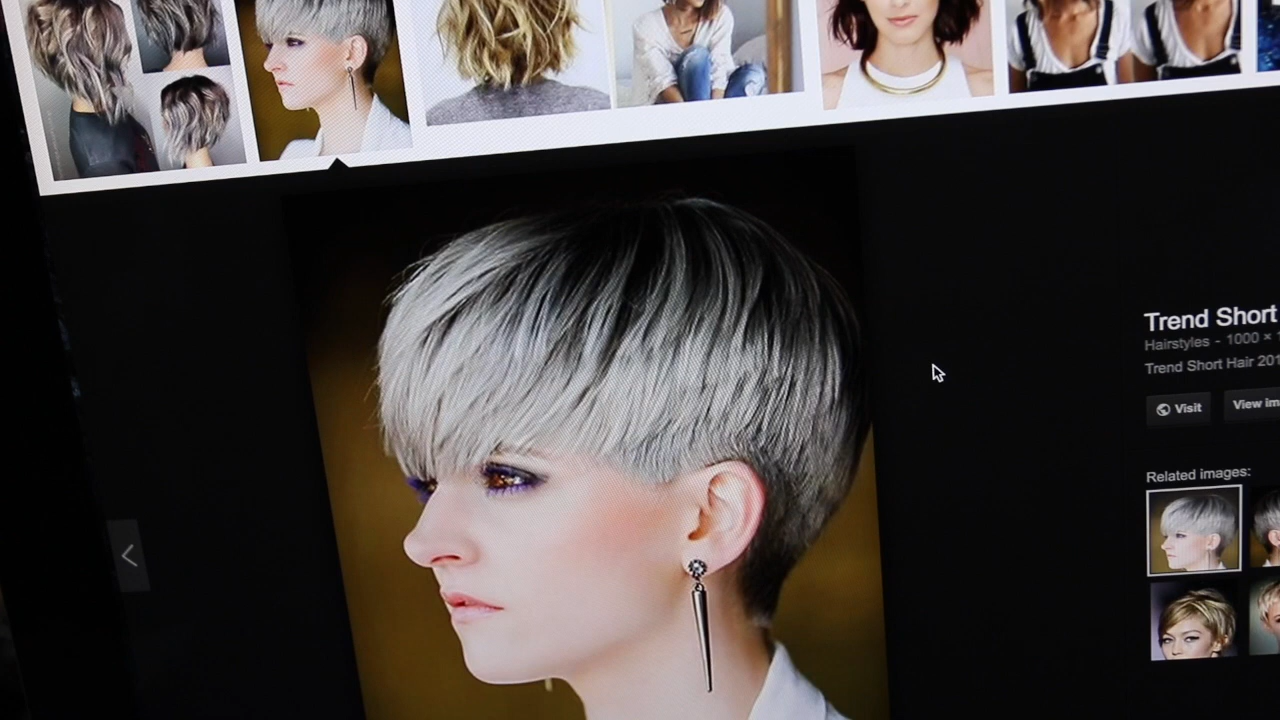 Trend Short
Hairstyles - 1000 ×
Trend Short Hair 201
Visit
View im
Related images: